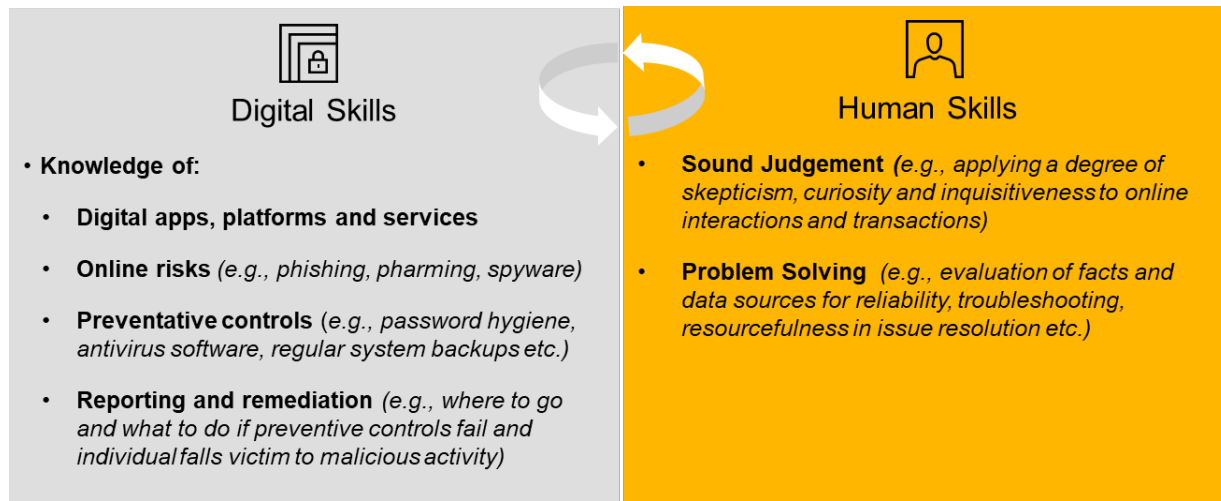 Digital Skills
• Knowledge of:
• Digital apps, platforms and services
• Online risks (e.g., phishing, pharming, spyware)
• Preventative controls (e.g., password hygiene,
antivirus software, regular system backups etc.)
• Reporting and remediation (e.g., where to go
and what to do if preventive controls fail and
individual falls victim to malicious activity)
Human Skills
• Sound Judgement (e.g., applying a degree of
skepticism, curiosity and inquisitiveness to online
interactions and transactions)
• Problem Solving (e.g., evaluation of facts and
data sources for reliability, troubleshooting,
resourcefulness in issue resolution etc.)